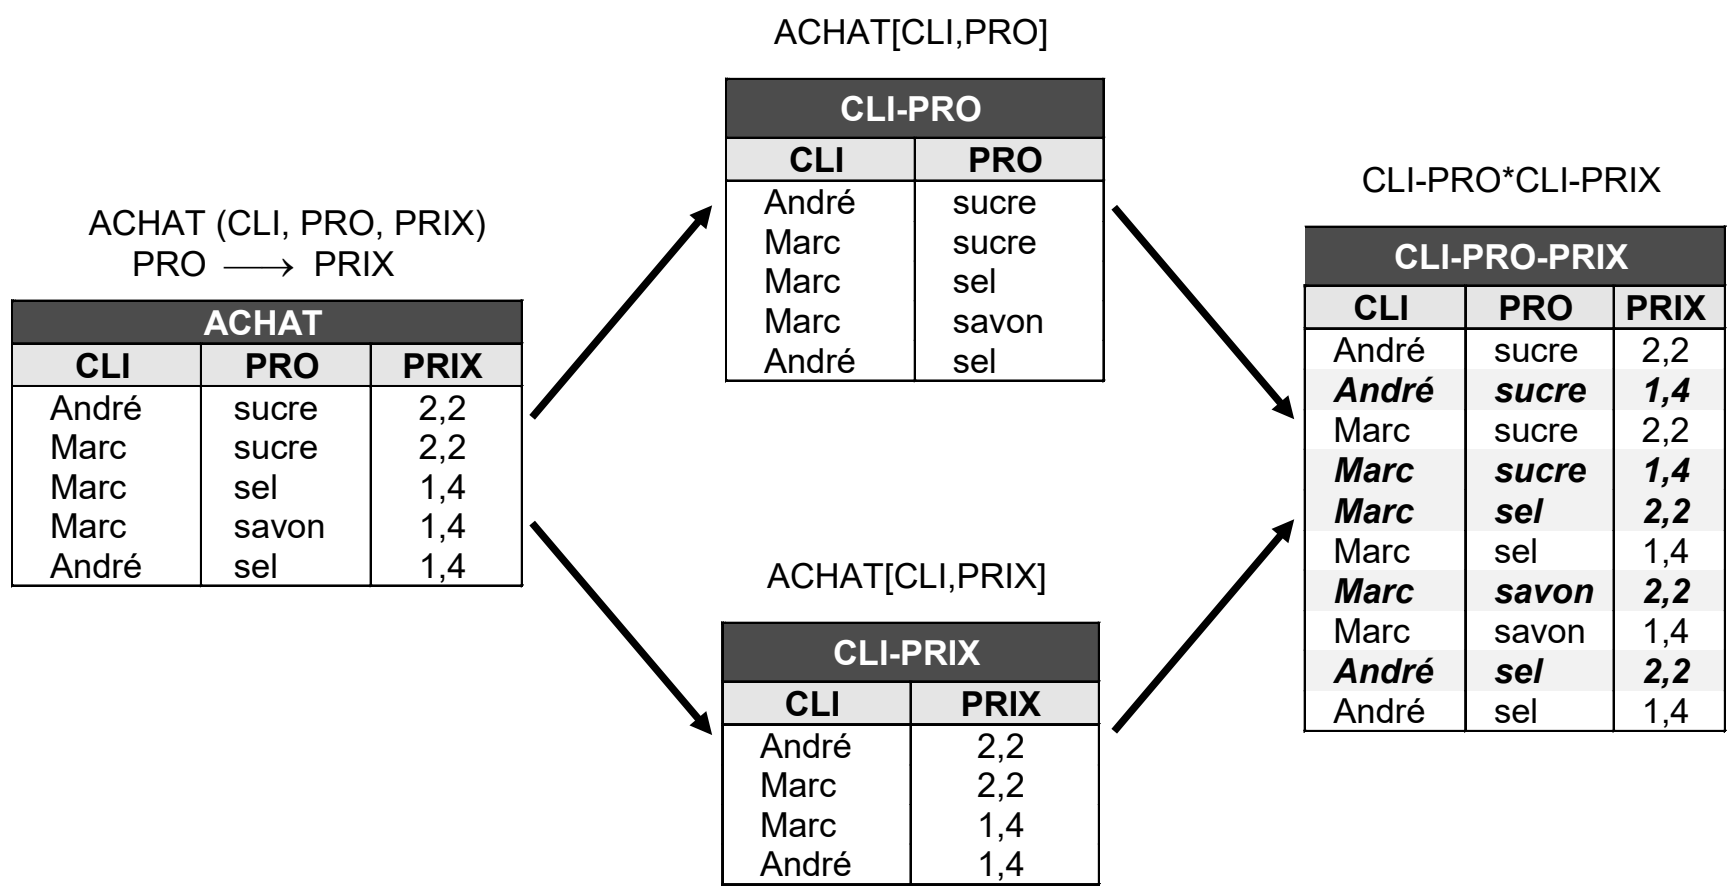 ACHAT (CLI, PRO, PRIX)
PRO ⟶ PRIX
ACHAT
CLI PRO PRIX
André sucre 2,2
Marc sucre 2,2
Marc sel 1,4
Marc savon 1,4
André sel 1,4
ACHAT[CLI,PRO]
CLI-PRO
CLI PRO
André sucre
Marc sucre
Marc sel
Marc savon
André sel
ACHAT[CLI,PRIX]
CLI-PRIX
CLI PRIX
André 2,2
Marc 2,2
Marc 1,4
André 1,4
CLI-PRO*CLI-PRIX
CLI-PRO-PRIX
CLI PRO PRIX
André sucre 2,2
André sucre 1,4
Marc sucre 2,2
Marc sucre 1,4
Marc sel 2,2
Marc sel 1,4
Marc savon 2,2
Marc savon 1,4
André sel 2,2
André sel 1,4